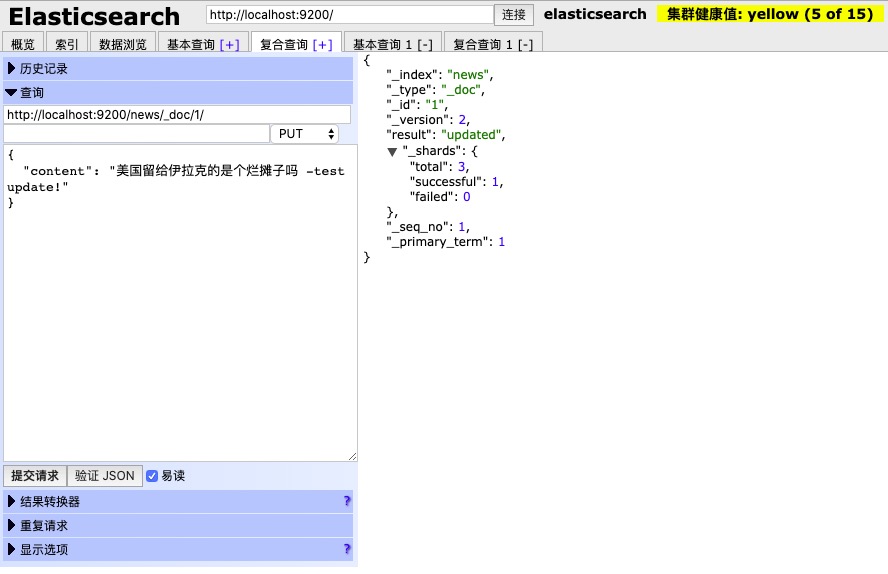 Elasticsearch
http://localhost:9200/
连接
elasticsearch
集群健康值: yellow (5 of 15)
概览
索引
数据浏览
基本查询 [+]
复合查询 [+]
基本查询 1 [-]
复合查询 1 [-]
历史记录
查询
http://localhost:9200/news/_doc/1/
PUT
{
"content": "美国留给伊拉克的是个烂摊子吗 -test
update!"
}
提交请求
验证 JSON
易读
结果转换器 ?
重复请求
显示选项 ?
{
"_index": "news",
"_type": "_doc",
"_id": "1",
"_version": 2,
"result": "updated",
▼ "_shards": {
"total": 3,
"successful": 1,
"failed": 0
},
"_seq_no": 1,
"_primary_term": 1
}